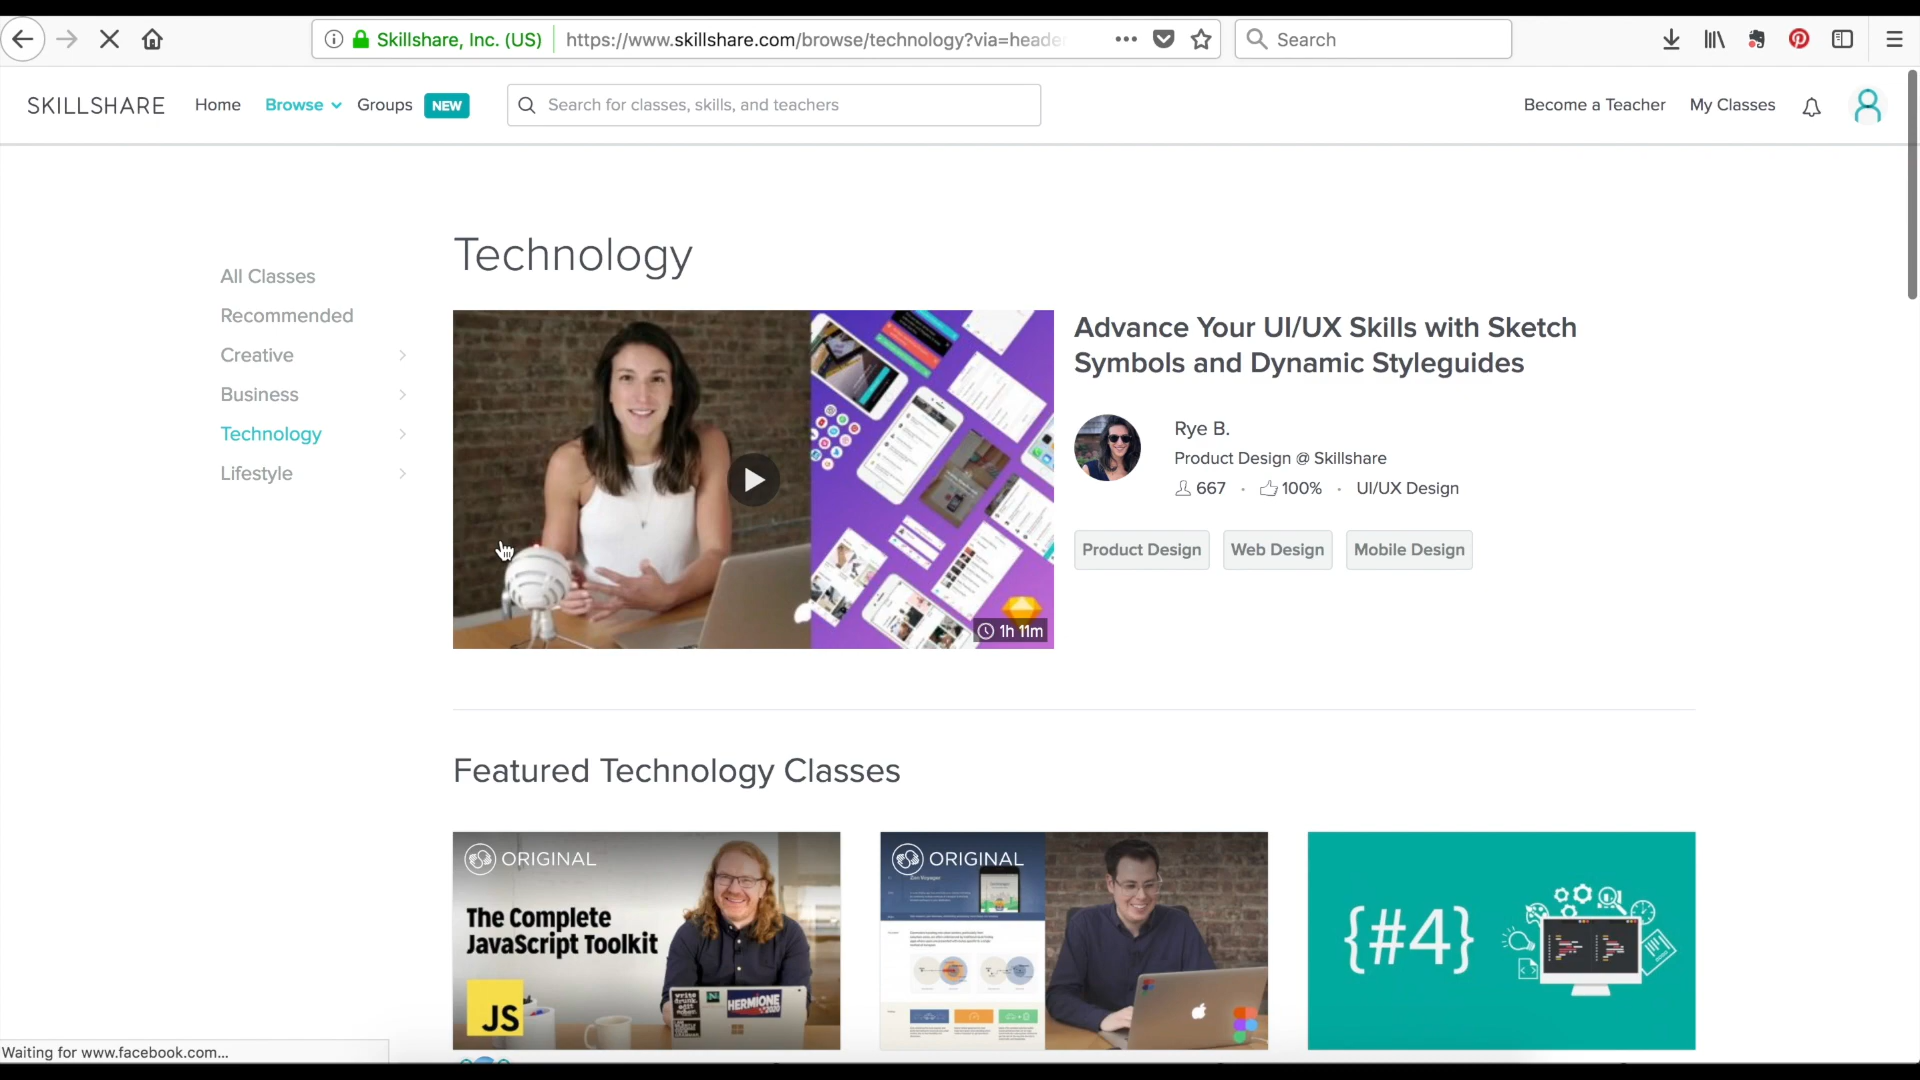 Skillshare, Inc. (US)
https://www.skillshare.com/browse/technology?via=heade
Search
SKILLSHARE
Home
Browse
Groups
NEW
Search for classes, skills, and teachers
Become a Teacher
My Classes
Technology
All Classes
Recommended
Creative
Business
Technology
Lifestyle
1h 11m
Advance Your UI/UX Skills with Sketch
Symbols and Dynamic Styleguides
Rye B.
Product Design @ Skillshare
667 · 100% · UI/UX Design
Product Design
Web Design
Mobile Design
Featured Technology Classes
ORIGINAL
The Complete
JavaScript Toolkit
JS
HERMIONE
2020
ORIGINAL
{#4}
Waiting for www.facebook.com...